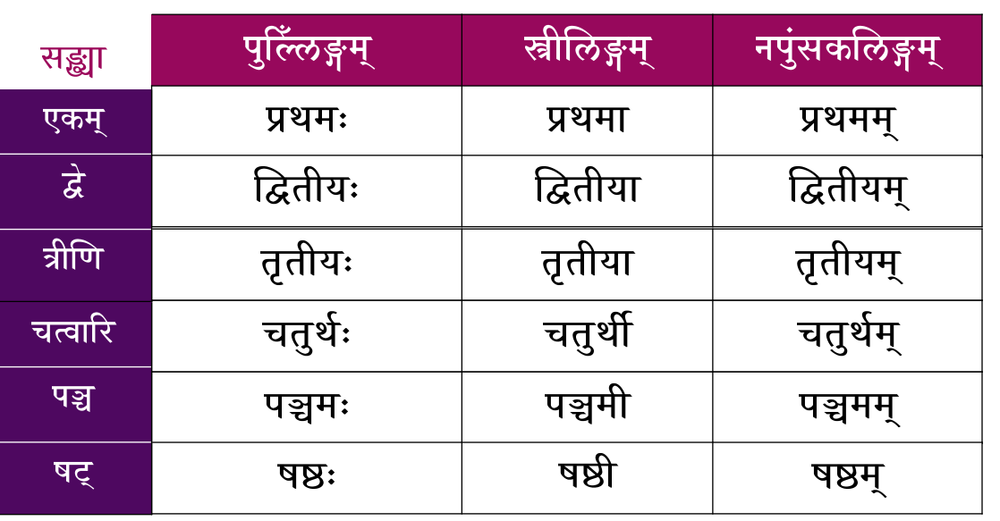 सङ्ख्या पुल्लिँङ्गम् स्त्रीलिङ्गम् नपुंसकलिङ्गम्
एकम् प्रथमः प्रथमा प्रथमम्
द्वे द्वितीयः द्वितीया द्वितीयम्
त्रीणि तृतीयः तृतीया तृतीयम्
चत्वारि चतुर्थः चतुर्थी चतुर्थम्
पञ्च पञ्चमः पञ्चमी पञ्चमम्
षट् षष्ठः षष्ठी षष्ठम्